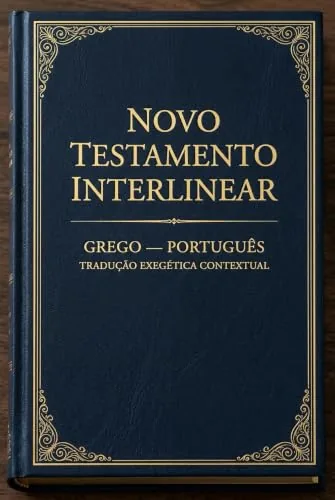 NOVO
TESTAMENTO
INTERLINEAR
GREGO — PORTUGUÊS
TRADUÇÃO EXEGÉTICA CONTEXTUAL